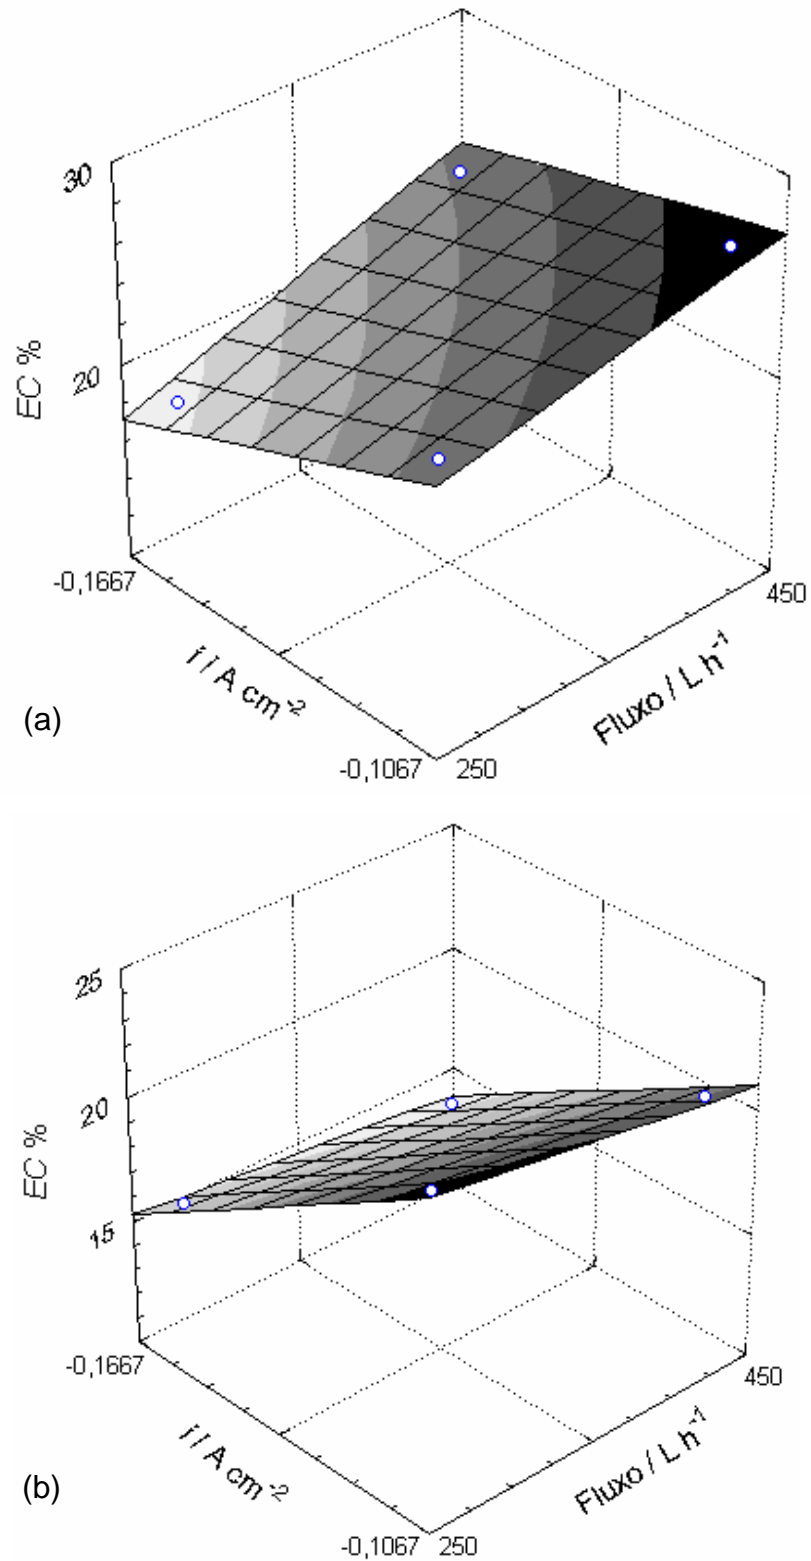 30
20
EC %
-0,1667
i / A cm-2
-0,1067
250
Fluxo / L h-1
450
(a)
25
20
15
EC %
-0,1667
i / A cm-2
-0,1067
250
Fluxo / L h-1
450
(b)